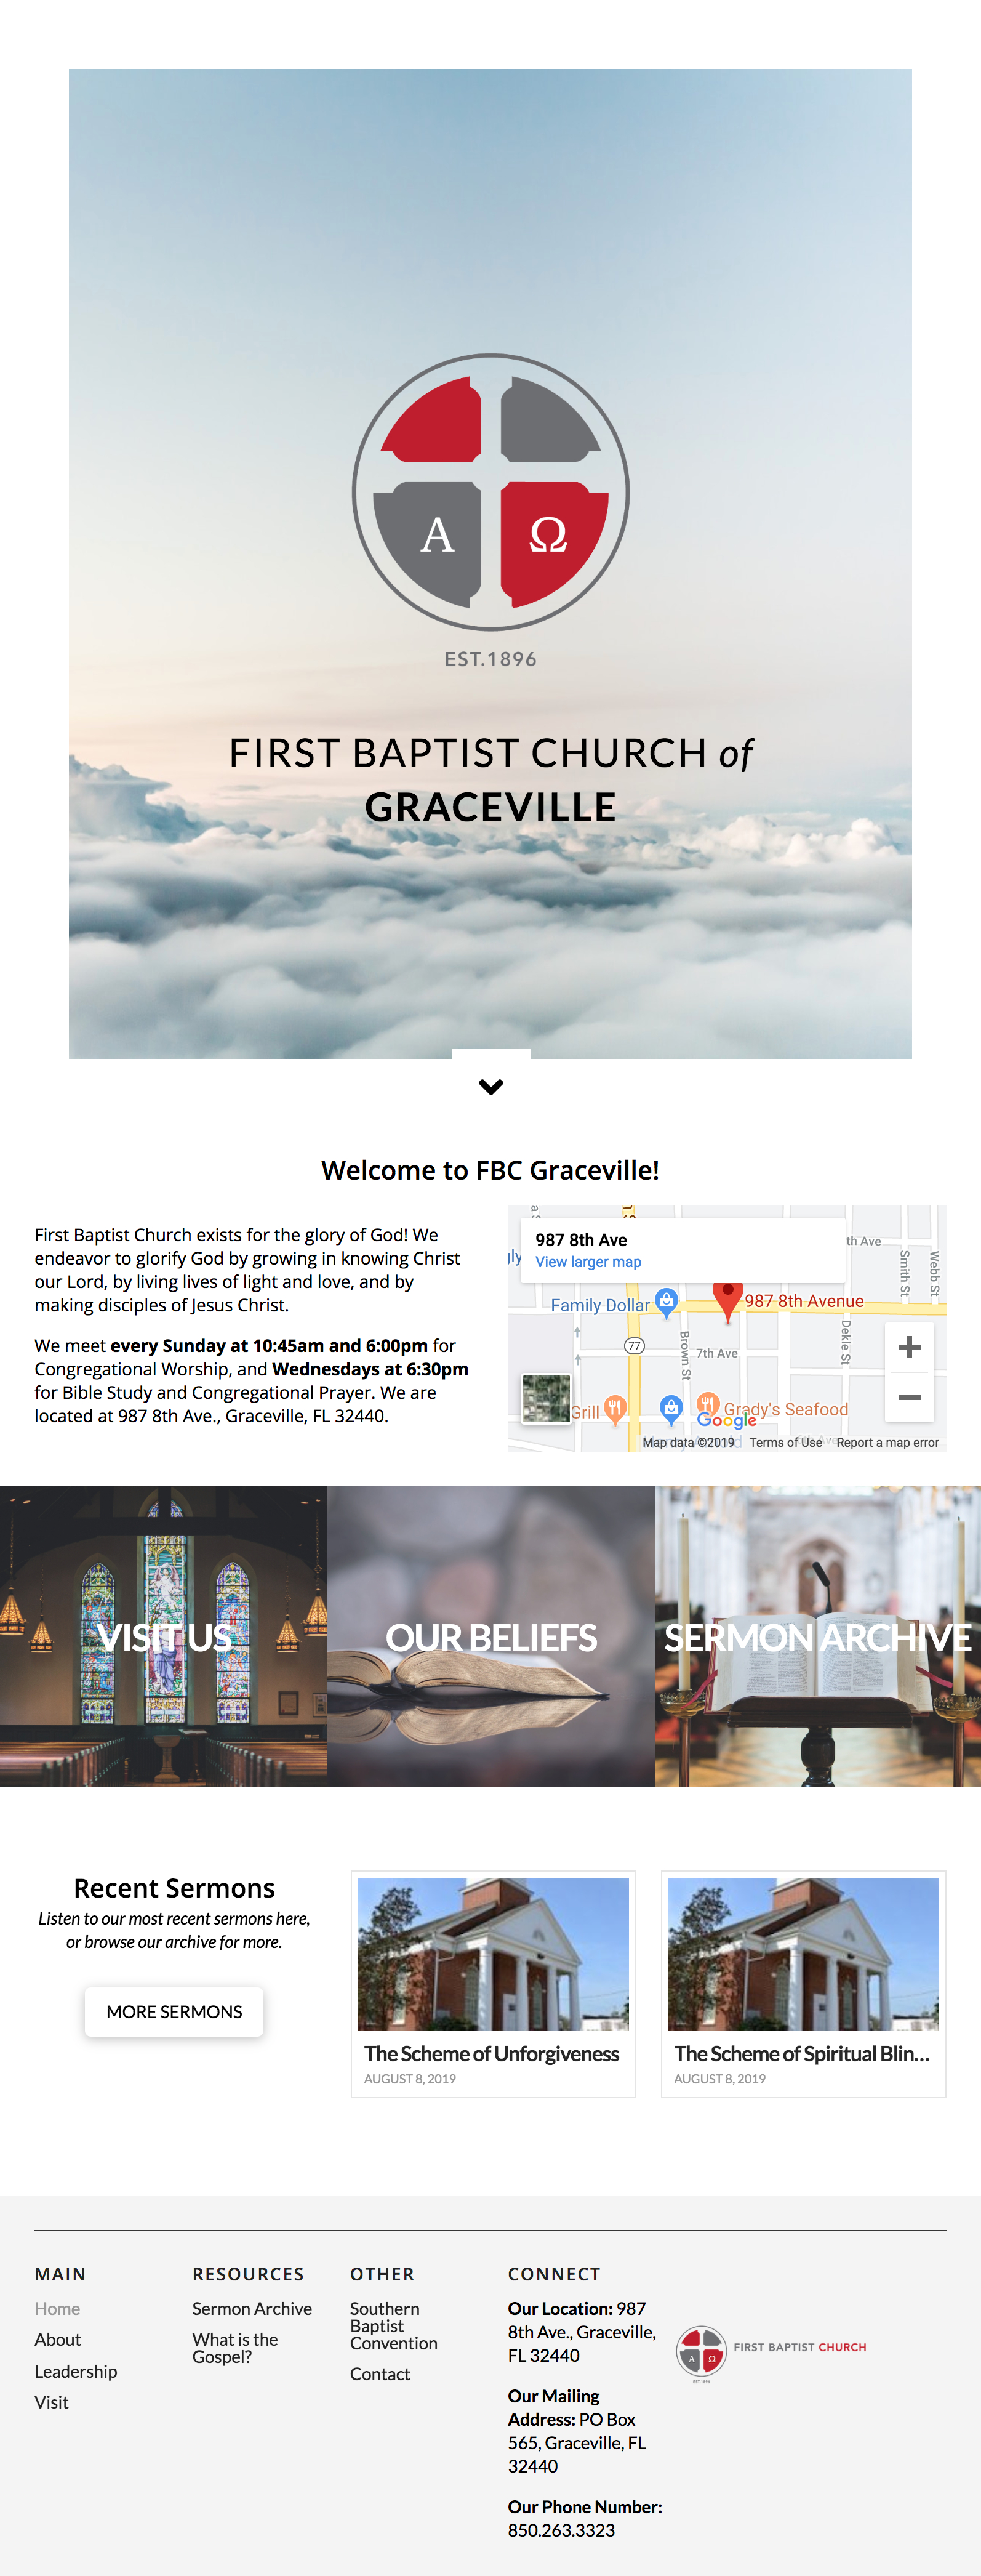 A Ω
EST.1896
FIRST BAPTIST CHURCH of
GRACEVILLE
Welcome to FBC Graceville!
First Baptist Church exists for the glory of God! We
endeavor to glorify God by growing in knowing Christ
our Lord, by living lives of light and love, and by
making disciples of Jesus Christ.
We meet every Sunday at 10:45am and 6:00pm for
Congregational Worship, and Wednesdays at 6:30pm
for Bible Study and Congregational Prayer. We are
located at 987 8th Ave., Graceville, FL 32440.
987 8th Ave
View larger map
th Ave
Smith St
Webb St
Family Dollar
987 8th Avenue
77
Brown St
7th Ave
Dekle St
Grill
Grady's Seafood
Google
Map data ©2019 Terms of Use Report a map error
VISIT US
OUR BELIEFS
SERMON ARCHIVE
Recent Sermons
Listen to our most recent sermons here,
or browse our archive for more.
MORE SERMONS
The Scheme of Unforgiveness
AUGUST 8, 2019
The Scheme of Spiritual Blin...
AUGUST 8, 2019
MAIN
Home
About
Leadership
Visit
RESOURCES
Sermon Archive
What is the
Gospel?
OTHER
Southern
Baptist
Convention
Contact
CONNECT
Our Location: 987
8th Ave., Graceville,
FL 32440
Our Mailing
Address: PO Box
565, Graceville, FL
32440
Our Phone Number:
850.263.3323
A Ω
EST.1896
FIRST BAPTIST CHURCH